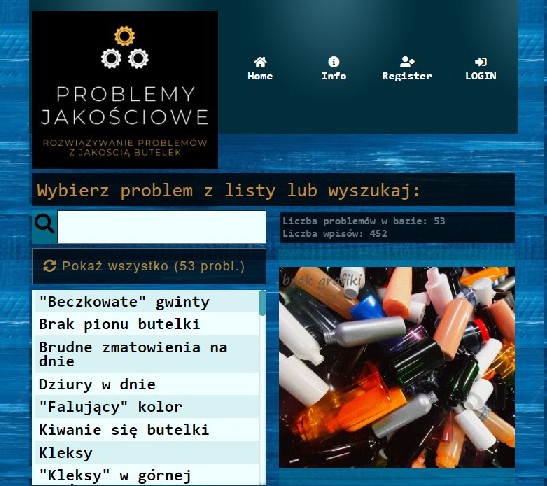 PROBLEMY
JAKOŚCIOWE
ROZWIĄZYWANIE PROBLEMÓW
Z JAKOŚCIĄ BUTELEK
Home
Info
Register
LOGIN
Wybierz problem z listy lub wyszukaj:
Liczba problemów w bazie: 53
Liczba wpisów: 452
Pokaż wszystko (53 probl.)
"Beczkowate" gwinty
Brak pionu butelki
Brudne zmatowienia na
dnie
Dziury w dnie
"Falujący" kolor
Kiwanie się butelki
Kleksy
"Kleksy" w górnej
brak grafiki